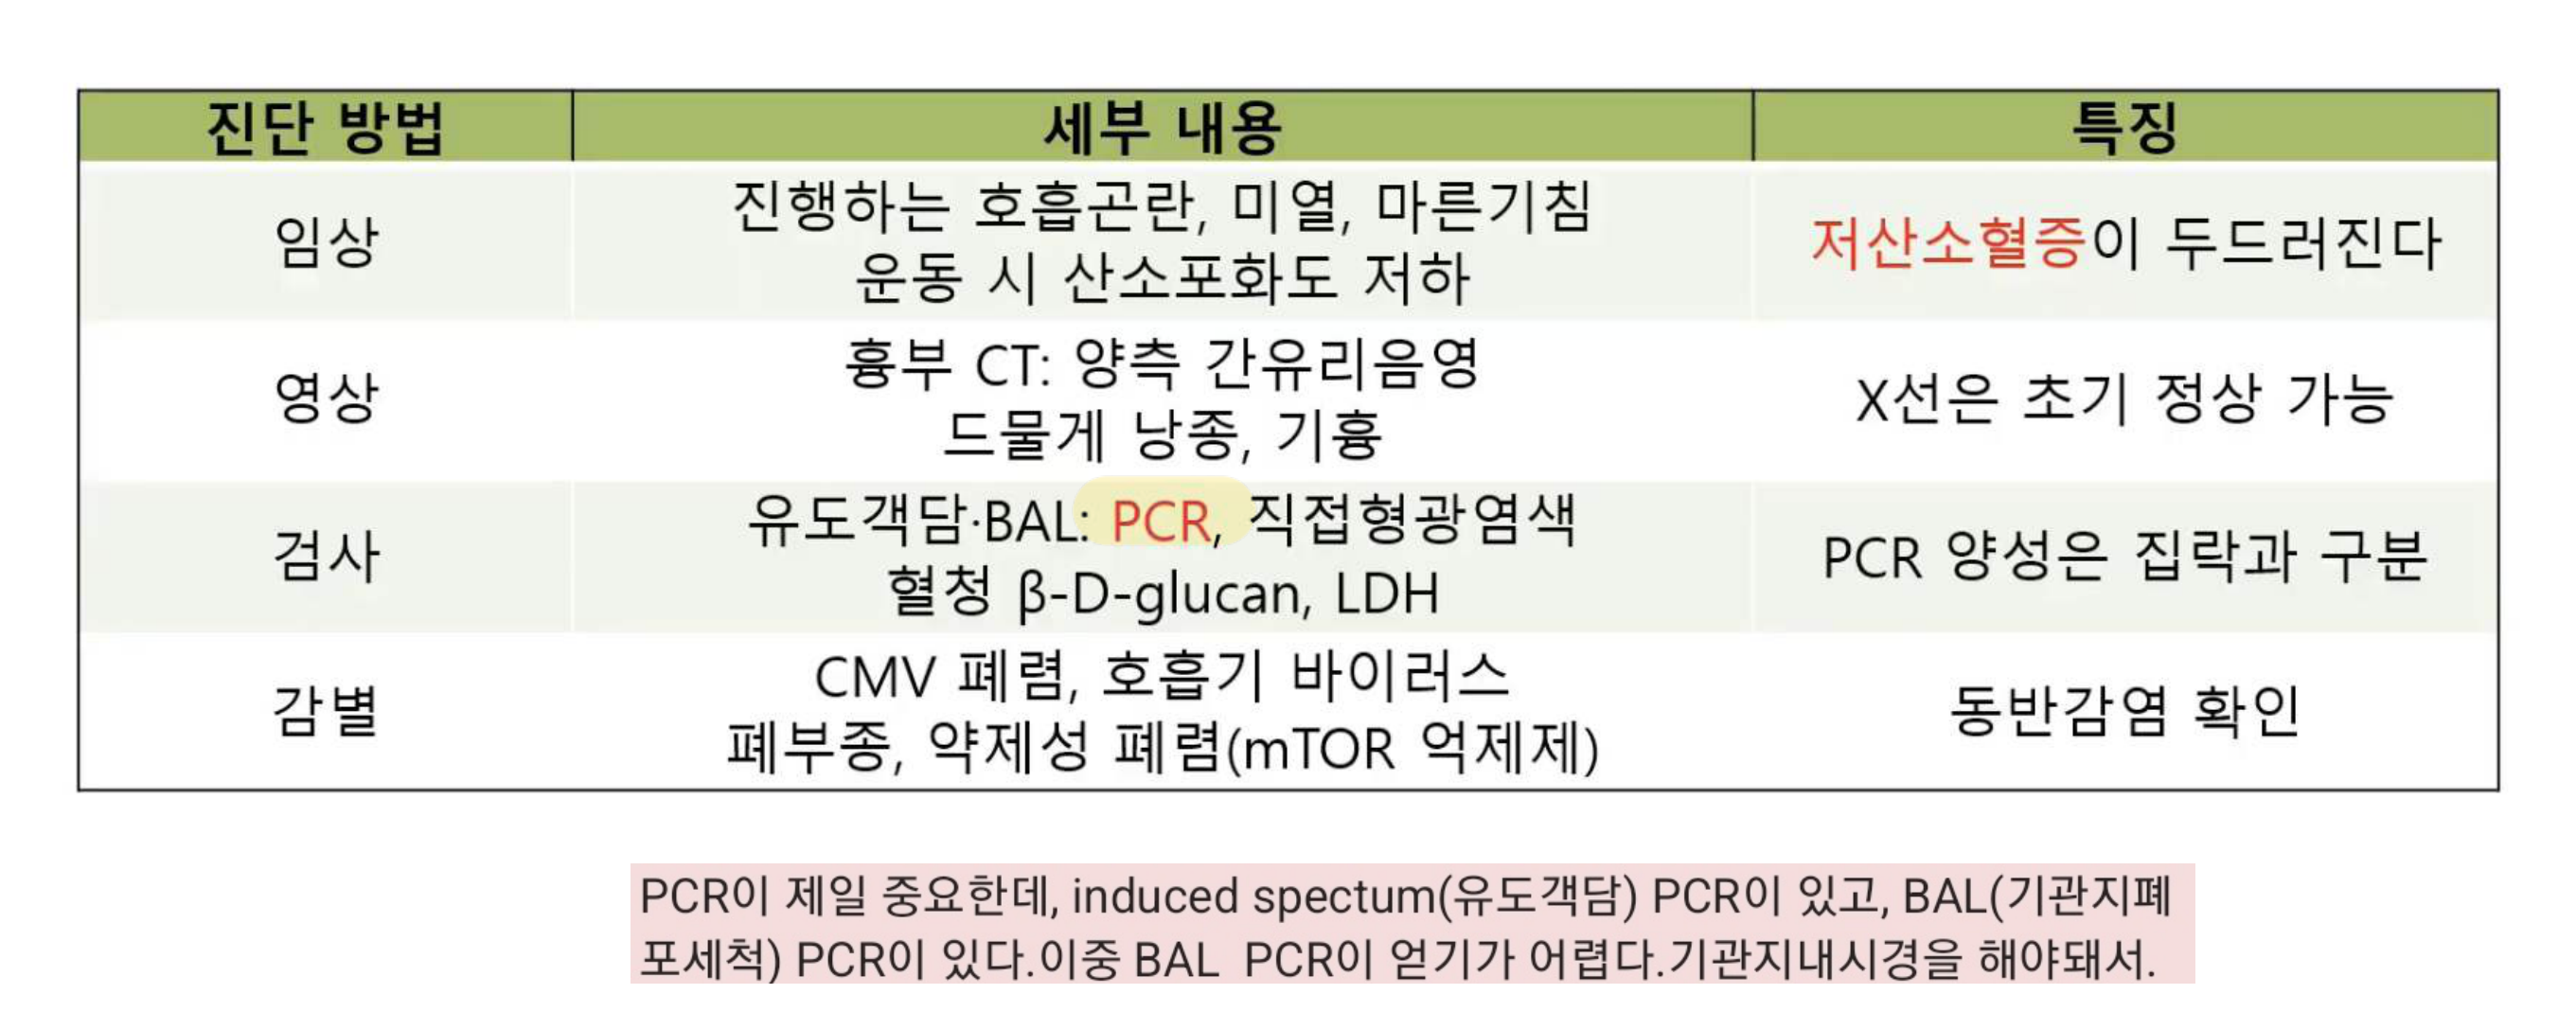 진단 방법 세부 내용 특징
임상
진행하는 호흡곤란, 미열, 마른기침
운동 시 산소포화도 저하
저산소혈증이 두드러진다
영상
흉부 CT: 양측 간유리음영
드물게 낭종, 기흉
X선은 초기 정상 가능
검사
유도객담·BAL: PCR, 직접형광염색
혈청 β-D-glucan, LDH
PCR 양성은 집락과 구분
감별
CMV 폐렴, 호흡기 바이러스
폐부종, 약제성 폐렴(mTOR 억제제)
동반감염 확인
PCR이 제일 중요한데, induced spectum(유도객담) PCR이 있고, BAL(기관지폐
포세척) PCR이 있다.이중 BAL PCR이 얻기가 어렵다.기관지내시경을 해야돼서.